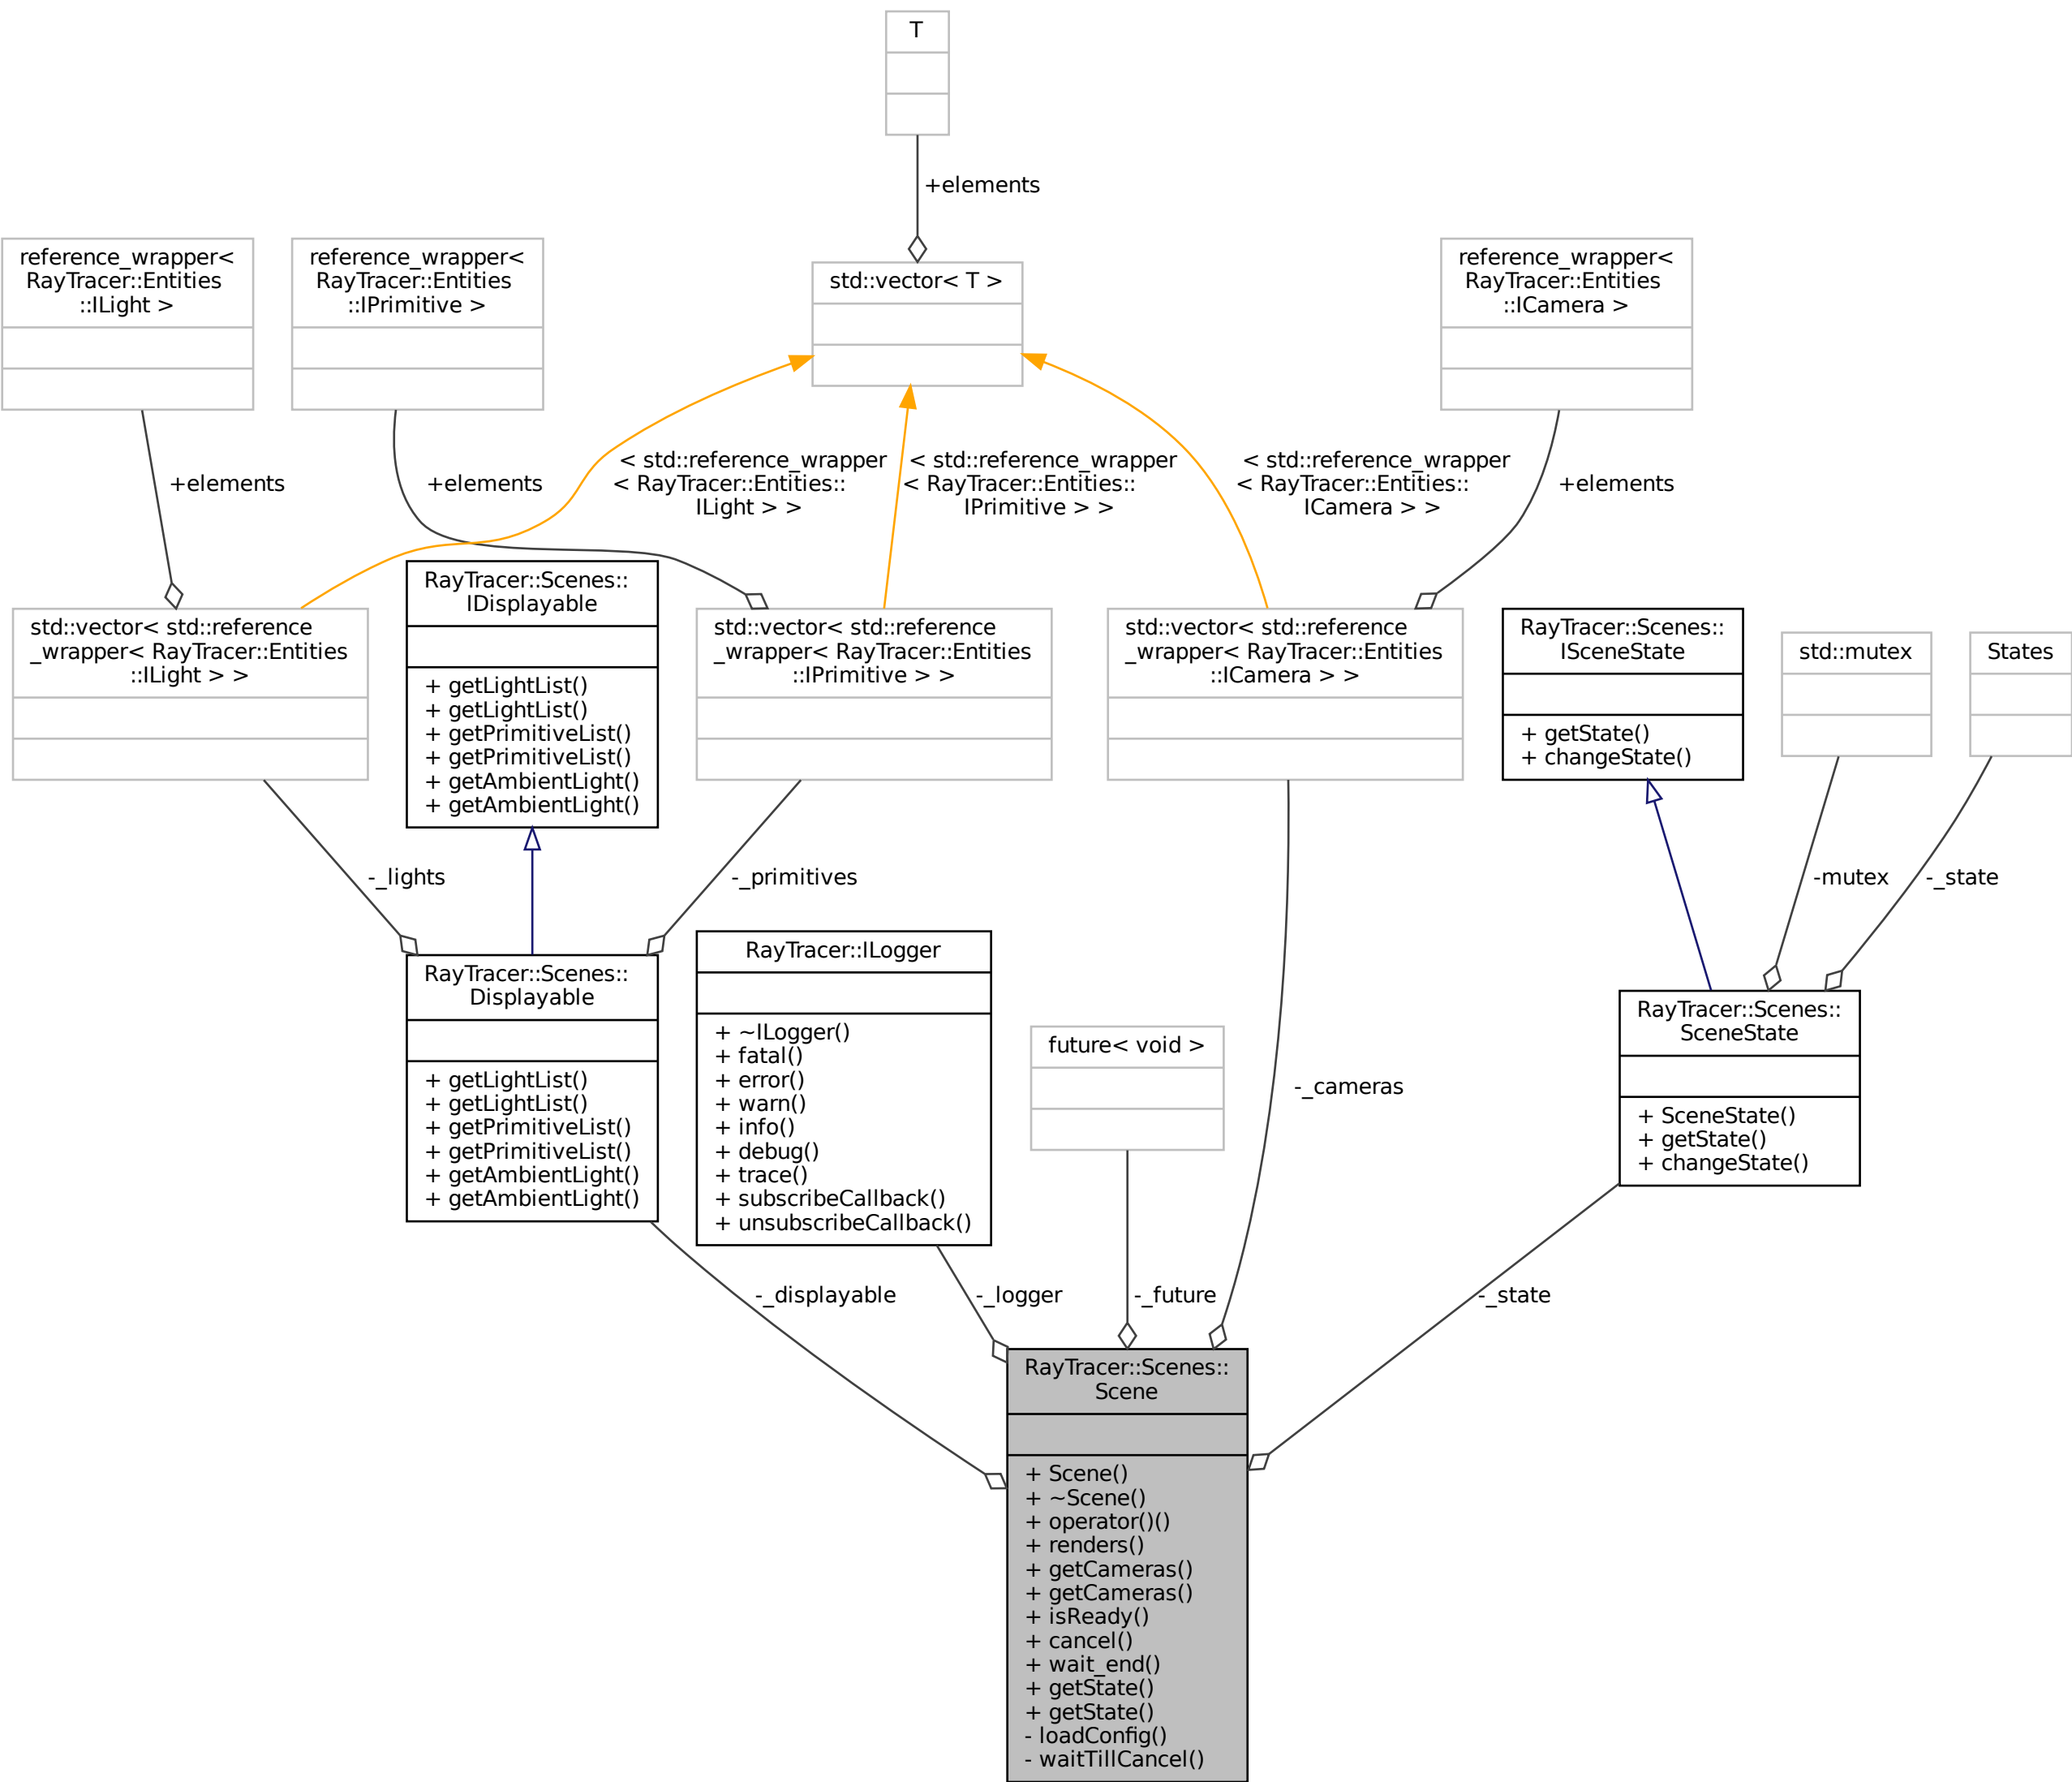 T
+elements
reference_wrapper<
RayTracer::Entities
::ILight >
reference_wrapper<
RayTracer::Entities
::IPrimitive >
std::vector< T >
reference_wrapper<
RayTracer::Entities
::ICamera >
+elements
+elements
< std::reference_wrapper
< RayTracer::Entities::
ILight > >
< std::reference_wrapper
< RayTracer::Entities::
IPrimitive > >
< std::reference_wrapper
< RayTracer::Entities::
ICamera > >
+elements
std::vector< std::reference
_wrapper< RayTracer::Entities
::ILight > >
RayTracer::Scenes::
IDisplayable
+ getLightList()
+ getLightList()
+ getPrimitiveList()
+ getPrimitiveList()
+ getAmbientLight()
+ getAmbientLight()
std::vector< std::reference
_wrapper< RayTracer::Entities
::IPrimitive > >
std::vector< std::reference
_wrapper< RayTracer::Entities
::ICamera > >
RayTracer::Scenes::
ISceneState
+ getState()
+ changeState()
std::mutex
States
-_lights
-_primitives
-mutex
-_state
RayTracer::Scenes::
Displayable
+ getLightList()
+ getLightList()
+ getPrimitiveList()
+ getPrimitiveList()
+ getAmbientLight()
+ getAmbientLight()
RayTracer::ILogger
+ ~ILogger()
+ fatal()
+ error()
+ warn()
+ info()
+ debug()
+ trace()
+ subscribeCallback()
+ unsubscribeCallback()
future< void >
-_cameras
RayTracer::Scenes::
SceneState
+ SceneState()
+ getState()
+ changeState()
-_displayable
-_logger
-_future
-_state
RayTracer::Scenes::
Scene
+ Scene()
+ ~Scene()
+ operator()()
+ renders()
+ getCameras()
+ getCameras()
+ isReady()
+ cancel()
+ wait_end()
+ getState()
+ getState()
- loadConfig()
- waitTillCancel()